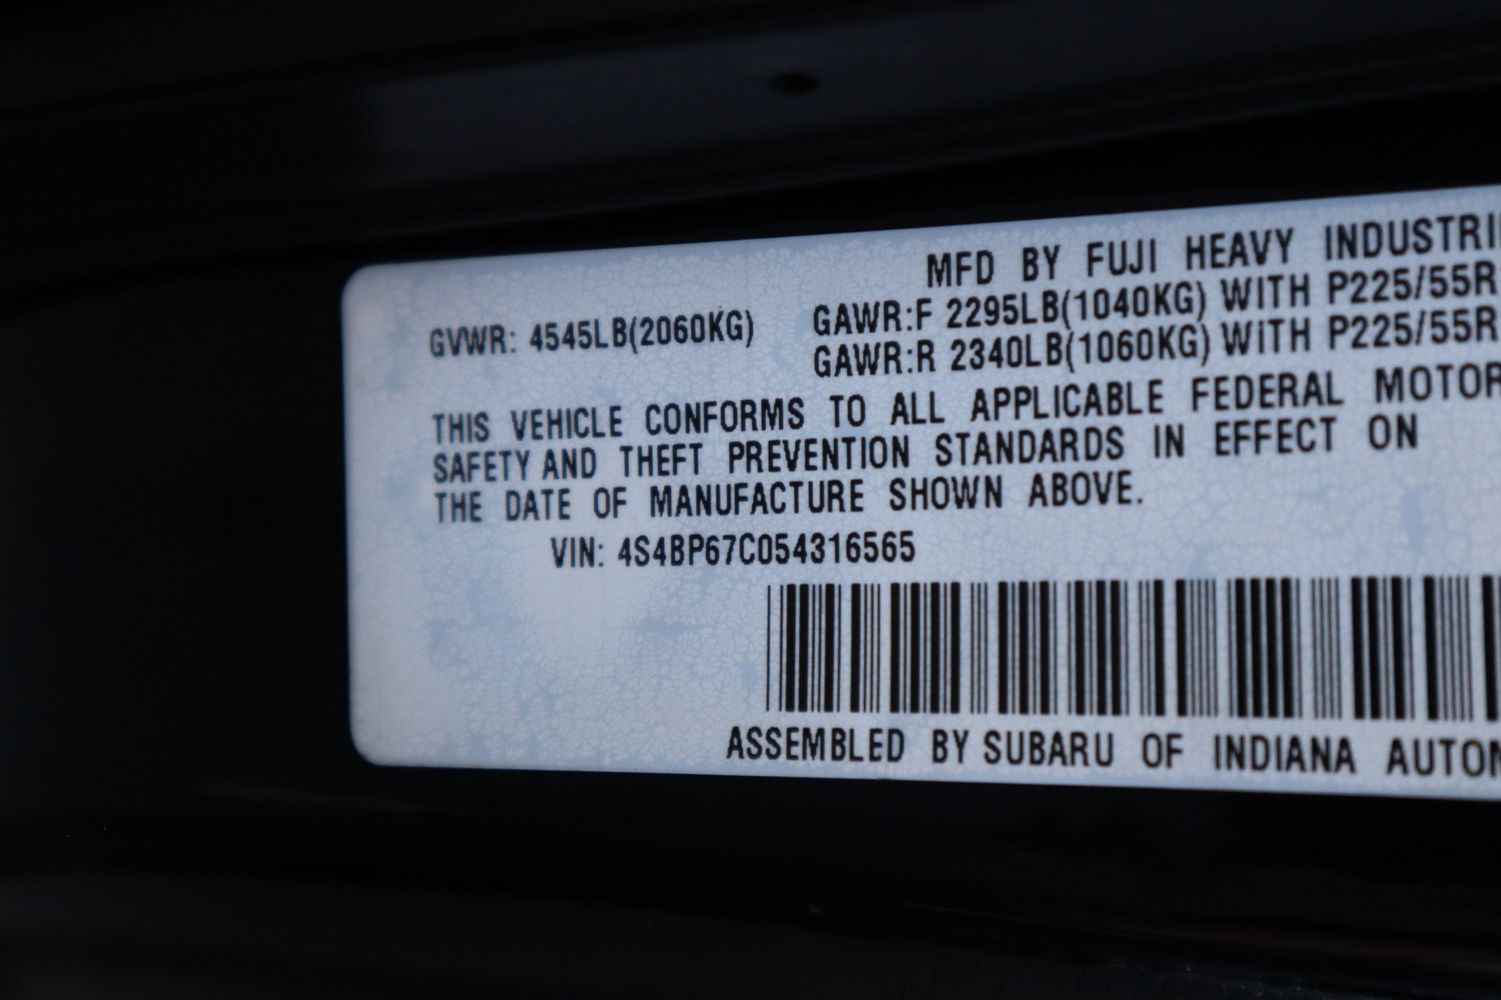 MFD BY FUJI HEAVY INDUSTRI
GVWR: 4545LB(2060KG) GAWR:F 2295LB(1040KG) WITH P225/55R
GAWR:R 2340LB(1060KG) WITH P225/55R
THIS VEHICLE CONFORMS TO ALL APPLICABLE FEDERAL MOTOR
SAFETY AND THEFT PREVENTION STANDARDS IN EFFECT ON
THE DATE OF MANUFACTURE SHOWN ABOVE.
VIN: 4S4BP67C054316565
ASSEMBLED BY SUBARU OF INDIANA AUTOM